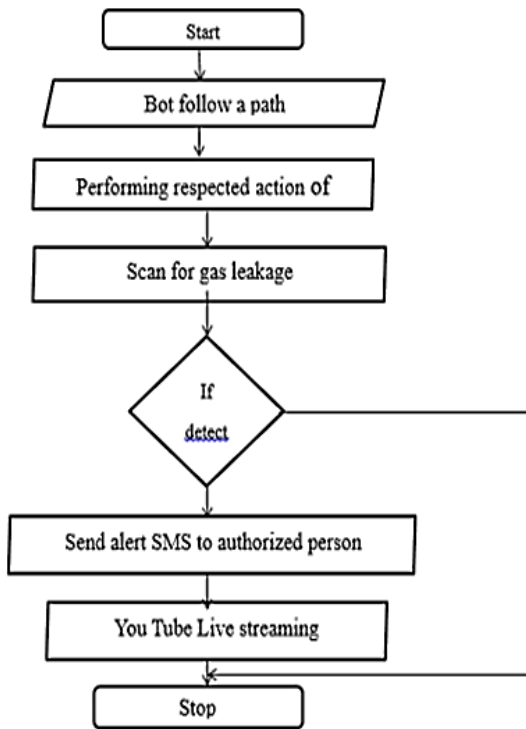 Start
Bot follow a path
Performing respected action of
Scan for gas leakage
If
detect
Send alert SMS to authorized person
You Tube Live streaming
Stop